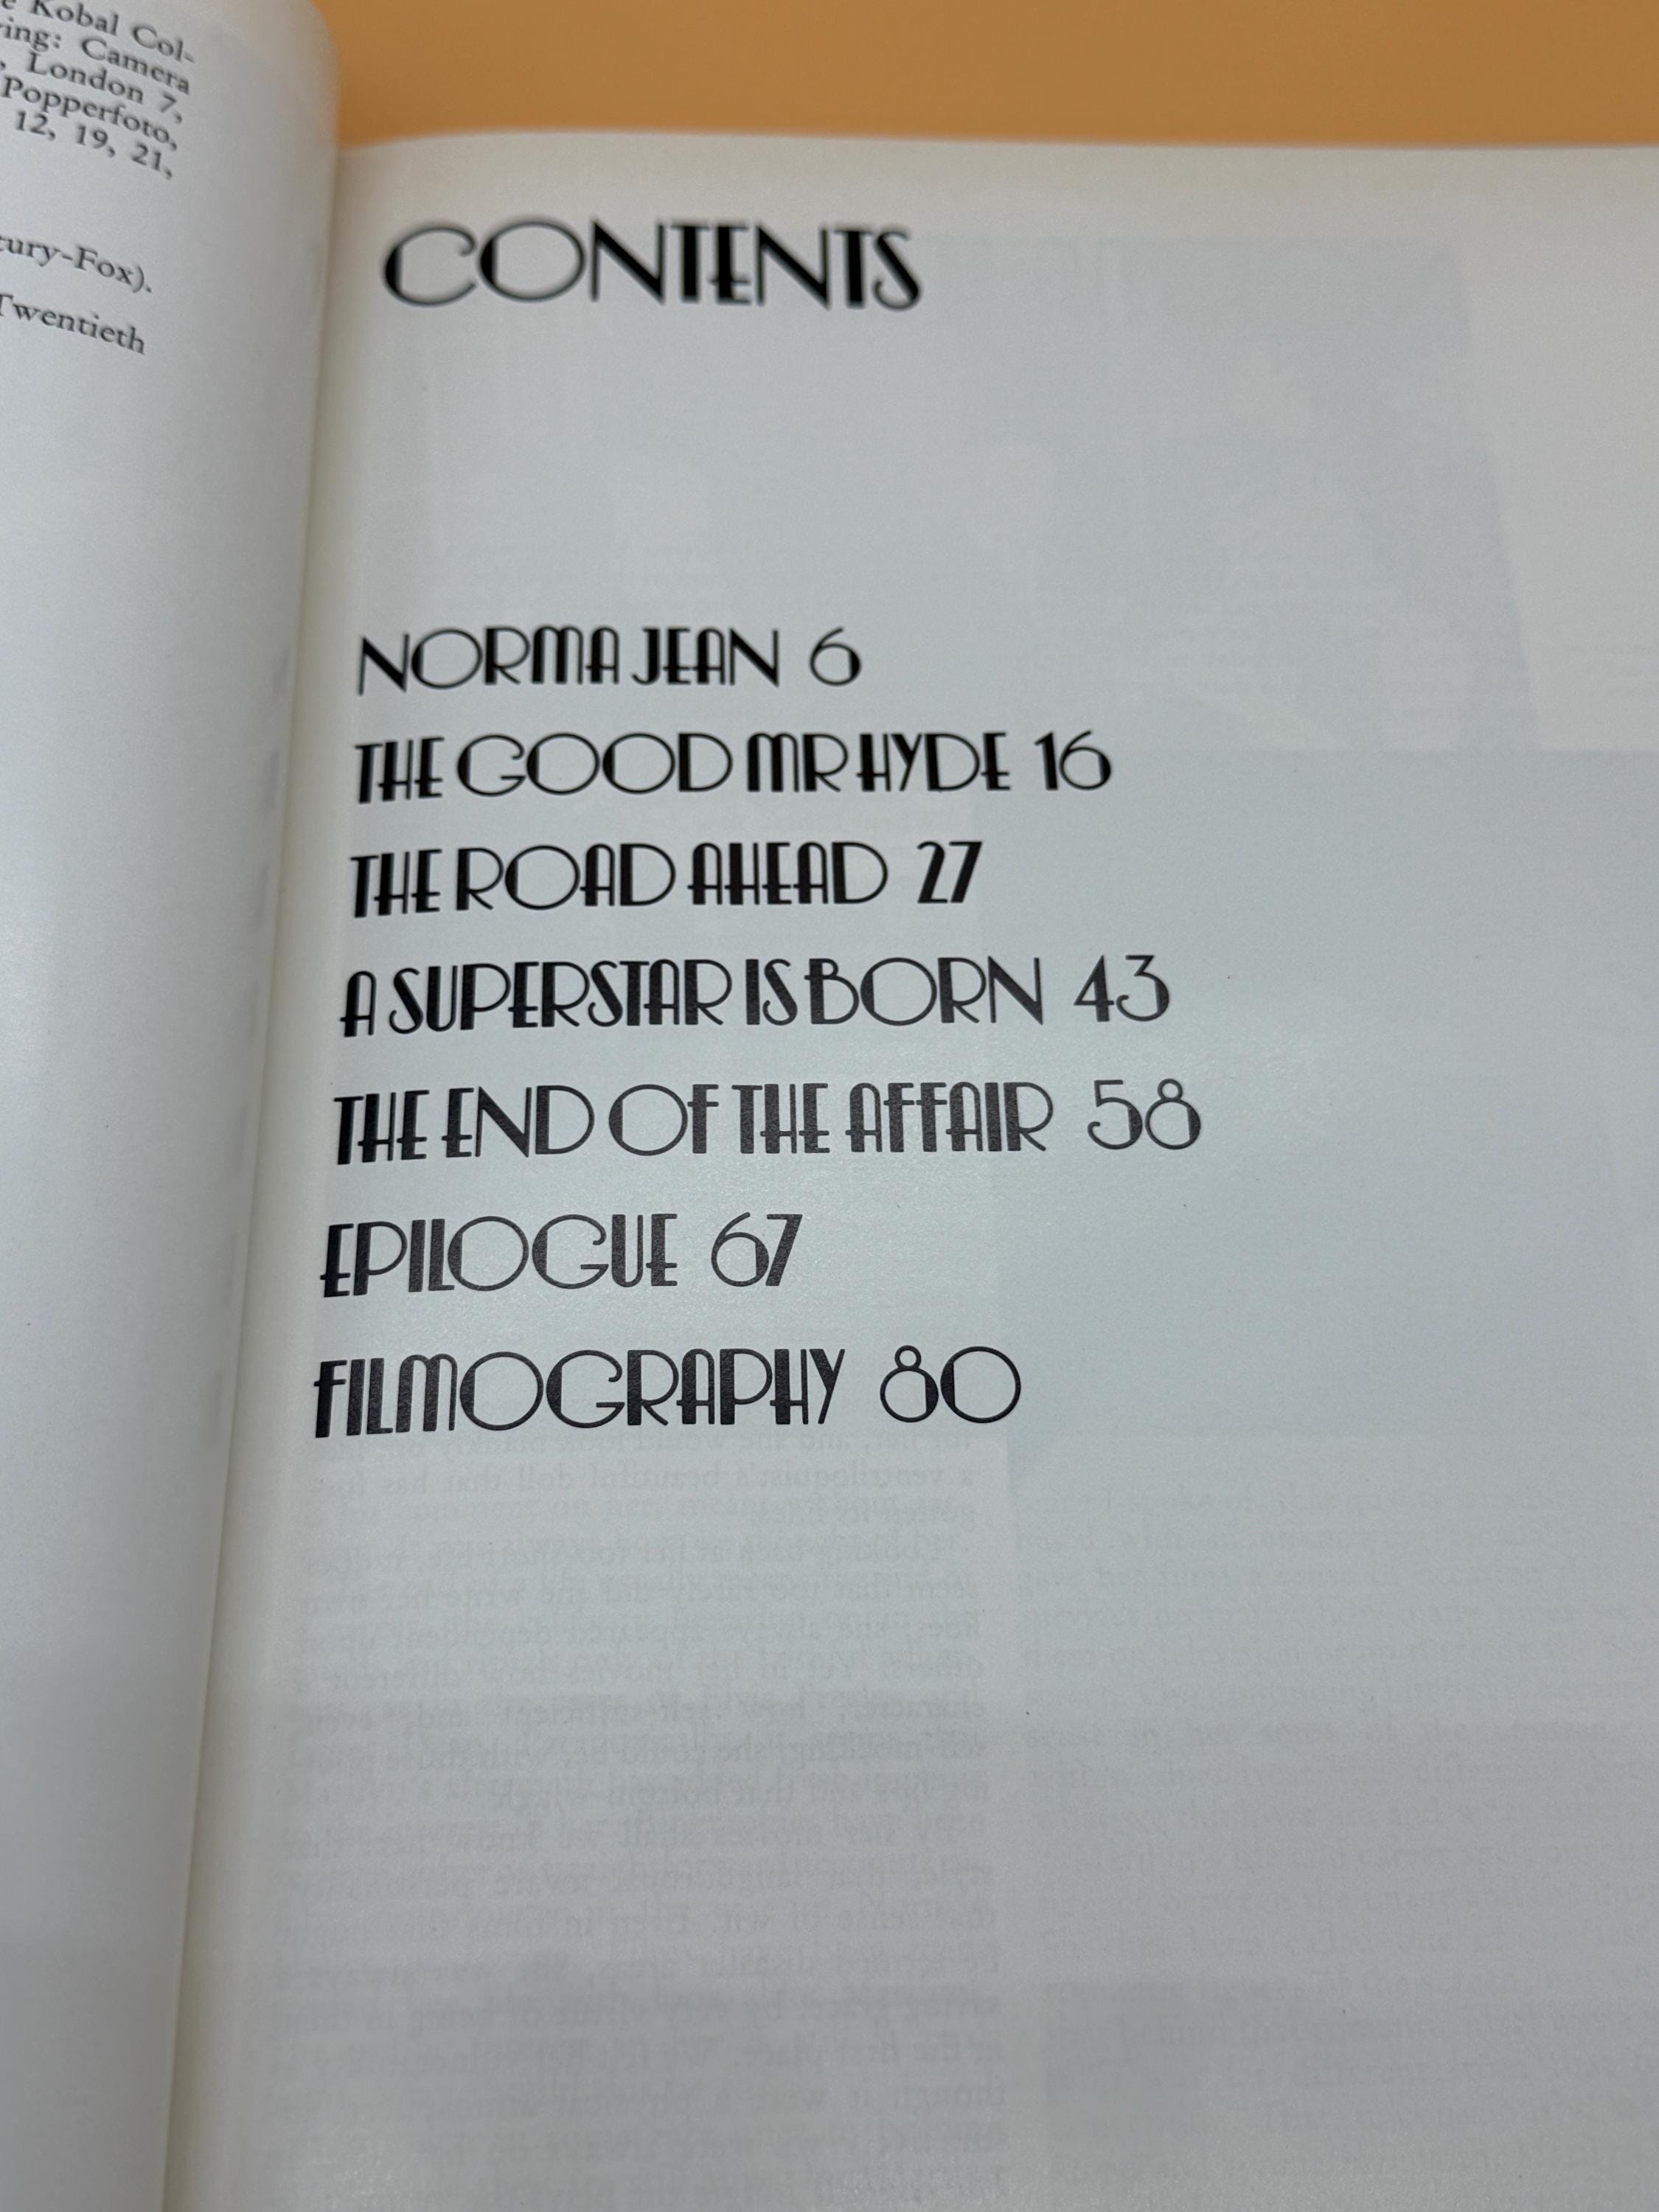 e Kobal Col-
ring: Camera
, London 7,
Popperfoto,
12, 19, 21,
tury-Fox).
Twentieth
CONTENTS
NORMA JEAN 6
THE GOOD MR HYDE 16
THE ROAD AHEAD 27
A SUPERSTAR IS BORN 43
THE END OF THE AFFAIR 58
EPILOGUE 67
FILMOGRAPHY 80